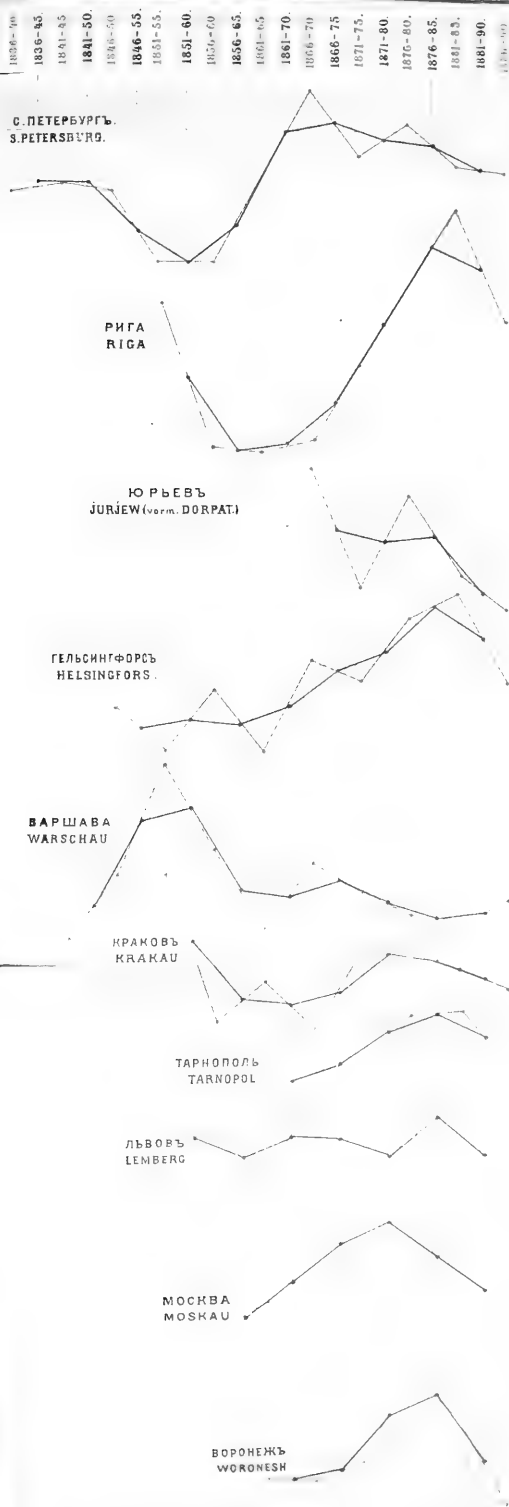 1836-40
1836-45.
1841-45
1841-50.
1846-50
1846-55.
1851-55.
1851-60.
1856-60
1856-65.
1861-65
1861-70.
1866-70
1866-75
1871-75.
1871-80.
1876-80
1876-85.
1881-85.
1881-90.
С. ПЕТЕРБУРГЪ.
S. PETERSBURG.
РИГА
RIGA
ЮРЬЕВЪ
JURJEW (vorm. DORPAT.)
ГЕЛЬСИНГФОРСЪ
HELSINGFORS.
ВАРШАВА
WARSCHAU
КРАКОВЪ
KRAKAU
ТАРНОПОЛЬ
TARNOPOL
ЛЬВОВЪ
LEMBERG
МОСКВА
MOSKAU
ВОРОНЕЖЪ
WORONESH